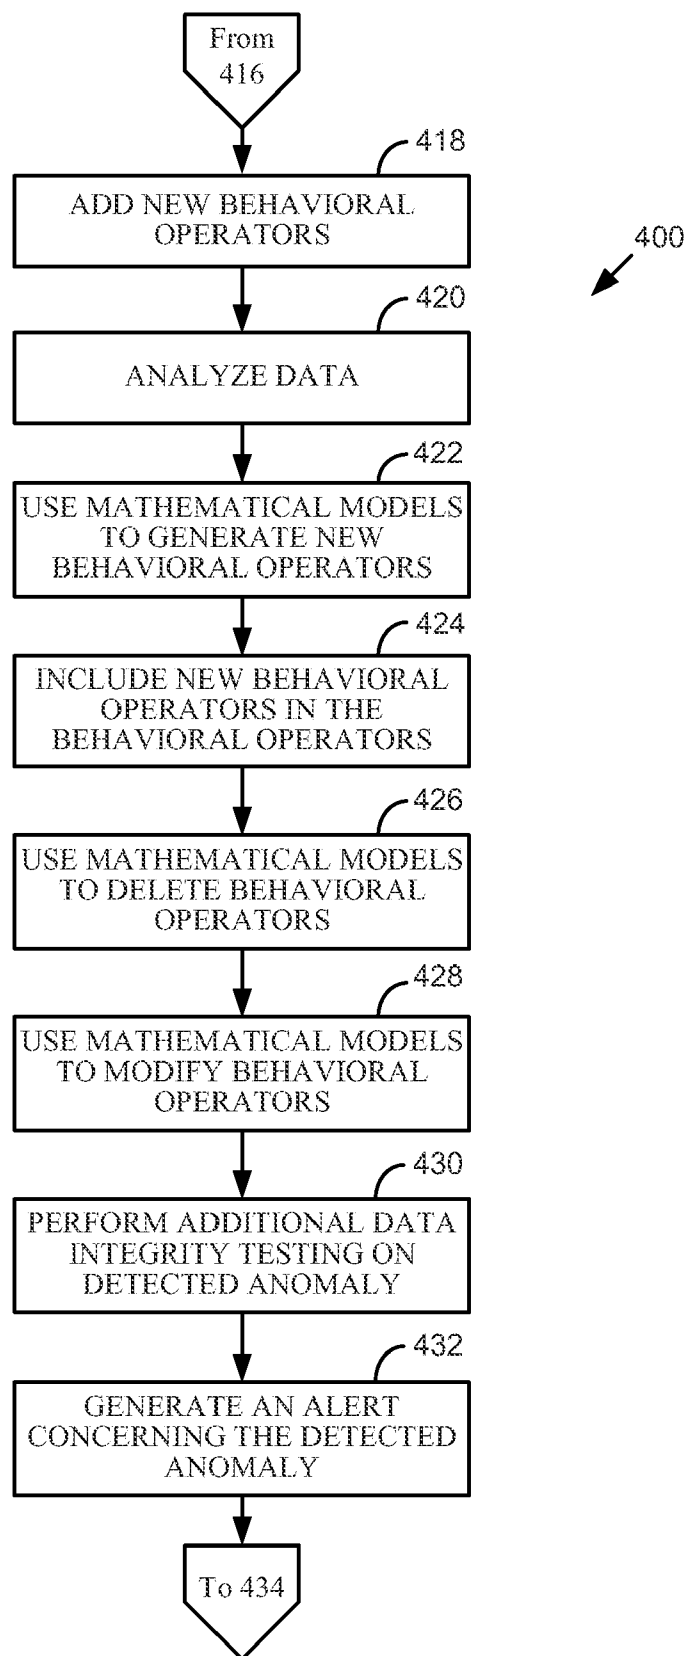 From
416
418
ADD NEW BEHAVIORAL
OPERATORS
400
420
ANALYZE DATA
422
USE MATHEMATICAL MODELS
TO GENERATE NEW
BEHAVIORAL OPERATORS
424
INCLUDE NEW BEHAVIORAL
OPERATORS IN THE
BEHAVIORAL OPERATORS
426
USE MATHEMATICAL MODELS
TO DELETE BEHAVIORAL
OPERATORS
428
USE MATHEMATICAL MODELS
TO MODIFY BEHAVIORAL
OPERATORS
430
PERFORM ADDITIONAL DATA
INTEGRITY TESTING ON
DETECTED ANOMALY
432
GENERATE AN ALERT
CONCERNING THE DETECTED
ANOMALY
To 434